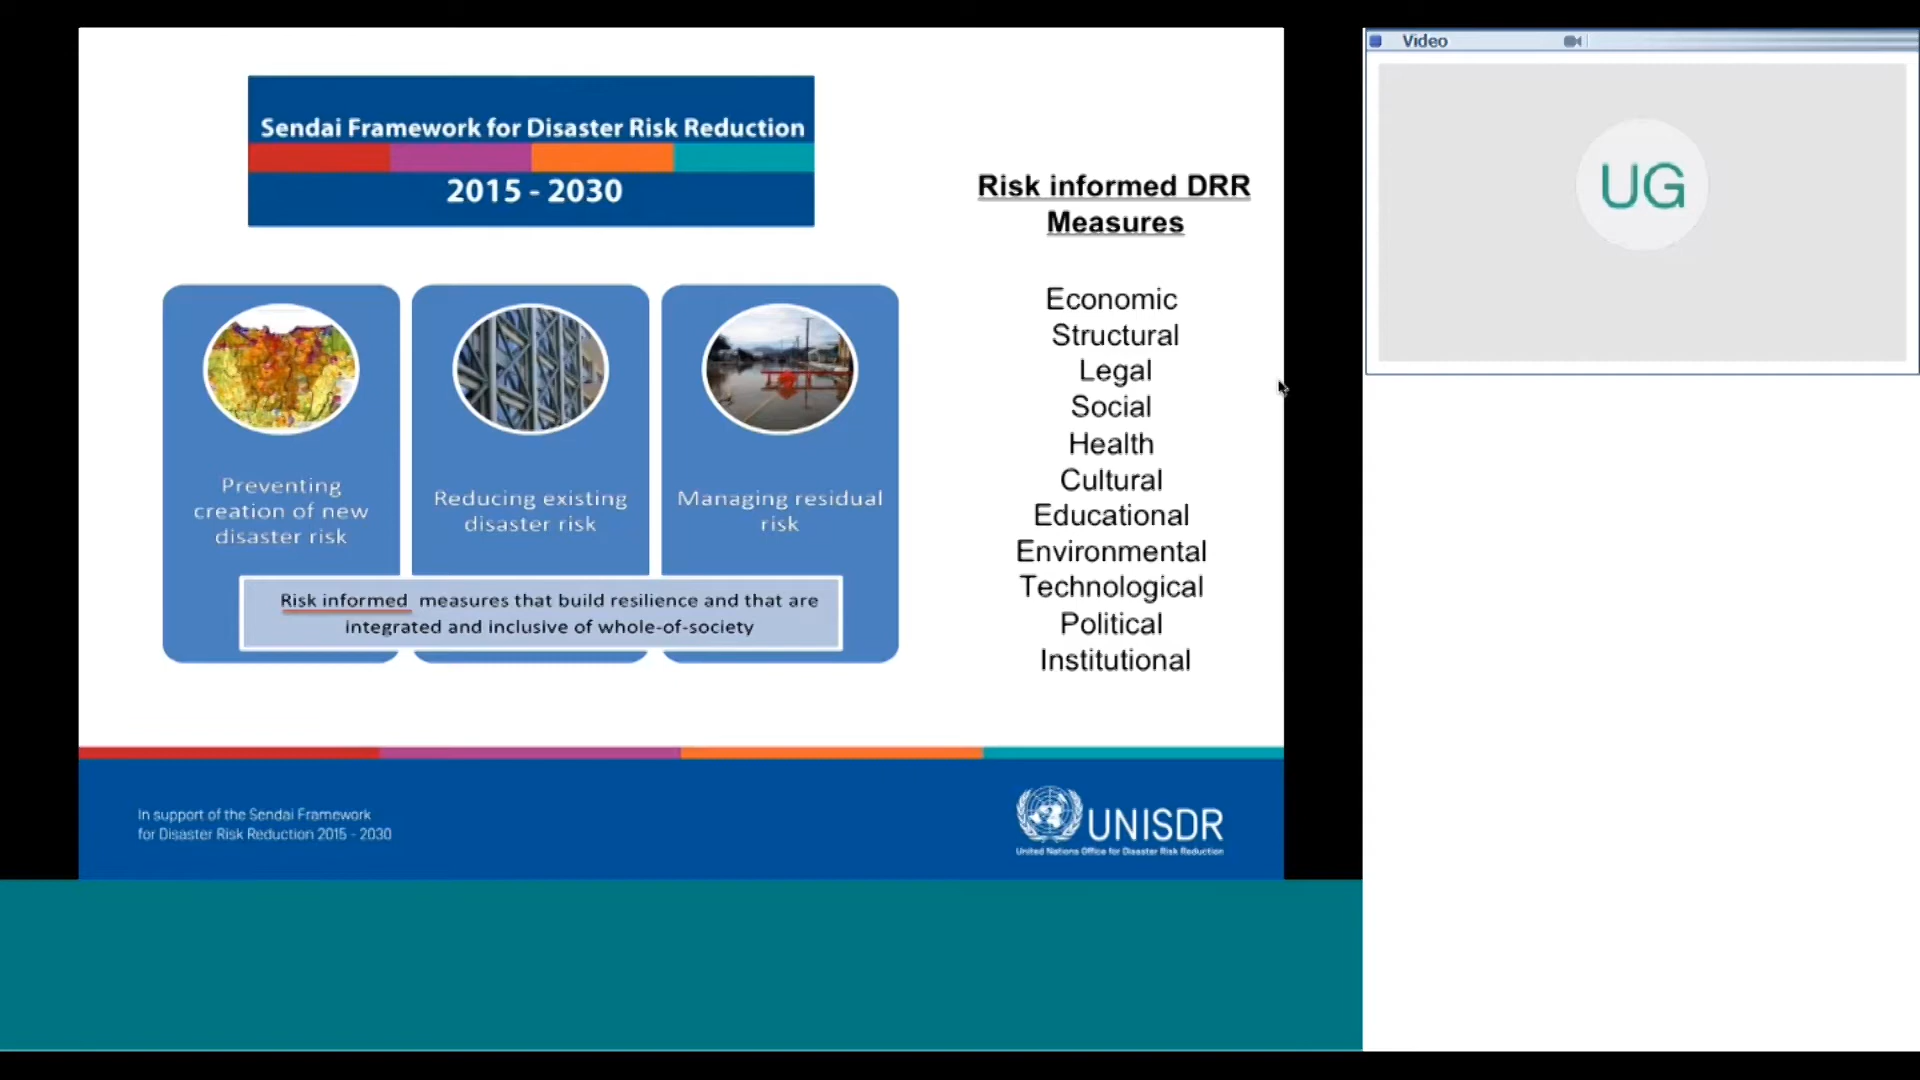 Sendai Framework for Disaster Risk Reduction
2015 - 2030
Preventing
creation of new
disaster risk
Reducing existing
disaster risk
Managing residual
risk
Risk informed measures that build resilience and that are
integrated and inclusive of whole-of-society
Risk informed DRR
Measures
Economic
Structural
Legal
Social
Health
Cultural
Educational
Environmental
Technological
Political
Institutional
In support of the Sendai Framework
for Disaster Risk Reduction 2015 - 2030
UNISDR
United Nations Office for Disaster Risk Reduction
Video
UG